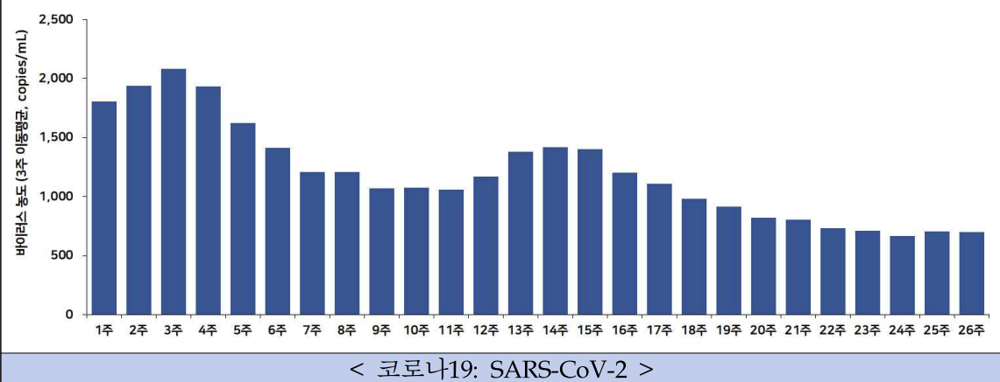 바이러스 농도 (3주 이동평균, copies/mL)
2,500
2,000
1,500
1,000
500
0
1주 2주 3주 4주 5주 6주 7주 8주 9주 10주 11주 12주 13주 14주 15주 16주 17주 18주 19주 20주 21주 22주 23주 24주 25주 26주
< 코로나19: SARS-CoV-2 >